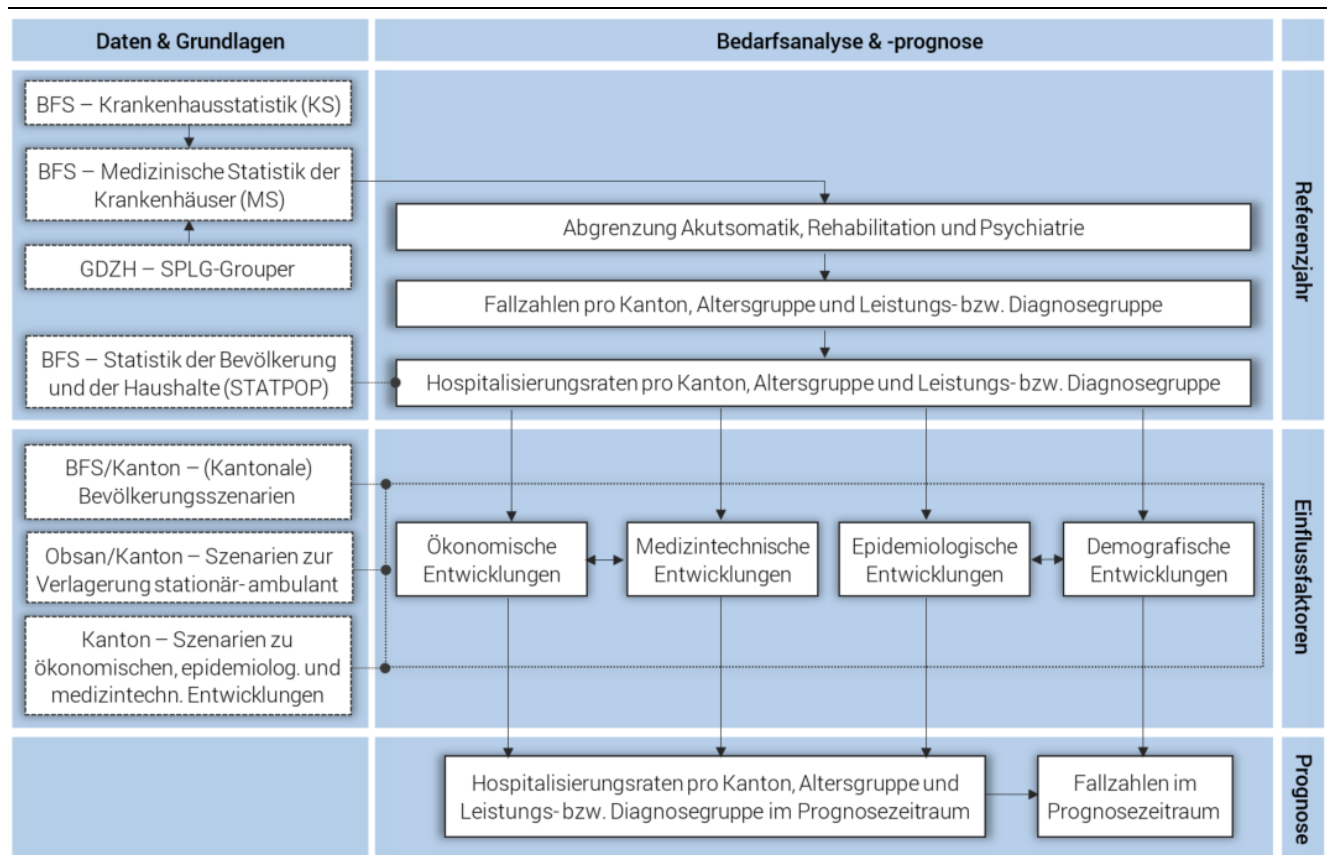 Daten & Grundlagen
Bedarfsanalyse & -prognose
BFS – Krankenhausstatistik (KS)
BFS – Medizinische Statistik der
Krankenhäuser (MS)
GDZH – SPLG-Grouper
BFS – Statistik der Bevölkerung
und der Haushalte (STATPOP)
Abgrenzung Akutsomatik, Rehabilitation und Psychiatrie
Fallzahlen pro Kanton, Altersgruppe und Leistungs- bzw. Diagnosegruppe
Hospitalisierungsraten pro Kanton, Altersgruppe und Leistungs- bzw. Diagnosegruppe
Referenzjahr
BFS/Kanton – (Kantonale)
Bevölkerungsszenarien
Obsan/Kanton – Szenarien zur
Verlagerung stationär- ambulant
Kanton – Szenarien zu
ökonomischen, epidemiolog. und
medizintechn. Entwicklungen
Ökonomische
Entwicklungen
Medizintechnische
Entwicklungen
Epidemiologische
Entwicklungen
Demografische
Entwicklungen
Einflussfaktoren
Hospitalisierungsraten pro Kanton, Altersgruppe und
Leistungs- bzw. Diagnosegruppe im Prognosezeitraum
Fallzahlen im
Prognosezeitraum
Prognose